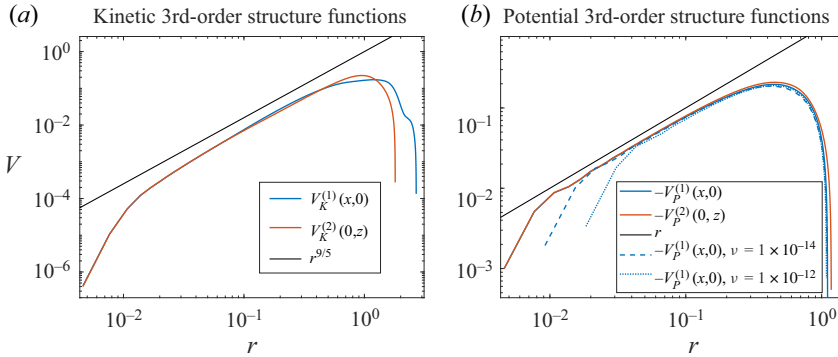 (a) Kinetic 3rd-order structure functions
10^0
10^{-2}
10^{-4}
10^{-6}
V
10^{-2}
10^{-1}
10^0
r
V_K^{(1)}(x,0)
V_K^{(2)}(0,z)
r^{9/5}
(b) Potential 3rd-order structure functions
10^{-1}
10^{-2}
10^{-3}
10^{-2}
10^{-1}
10^0
r
−V_P^{(1)}(x,0)
−V_P^{(2)}(0, z)
r
−V_P^{(1)}(x,0), ν = 1 × 10^{−14}
−V_P^{(1)}(x,0), ν = 1 × 10^{−12}